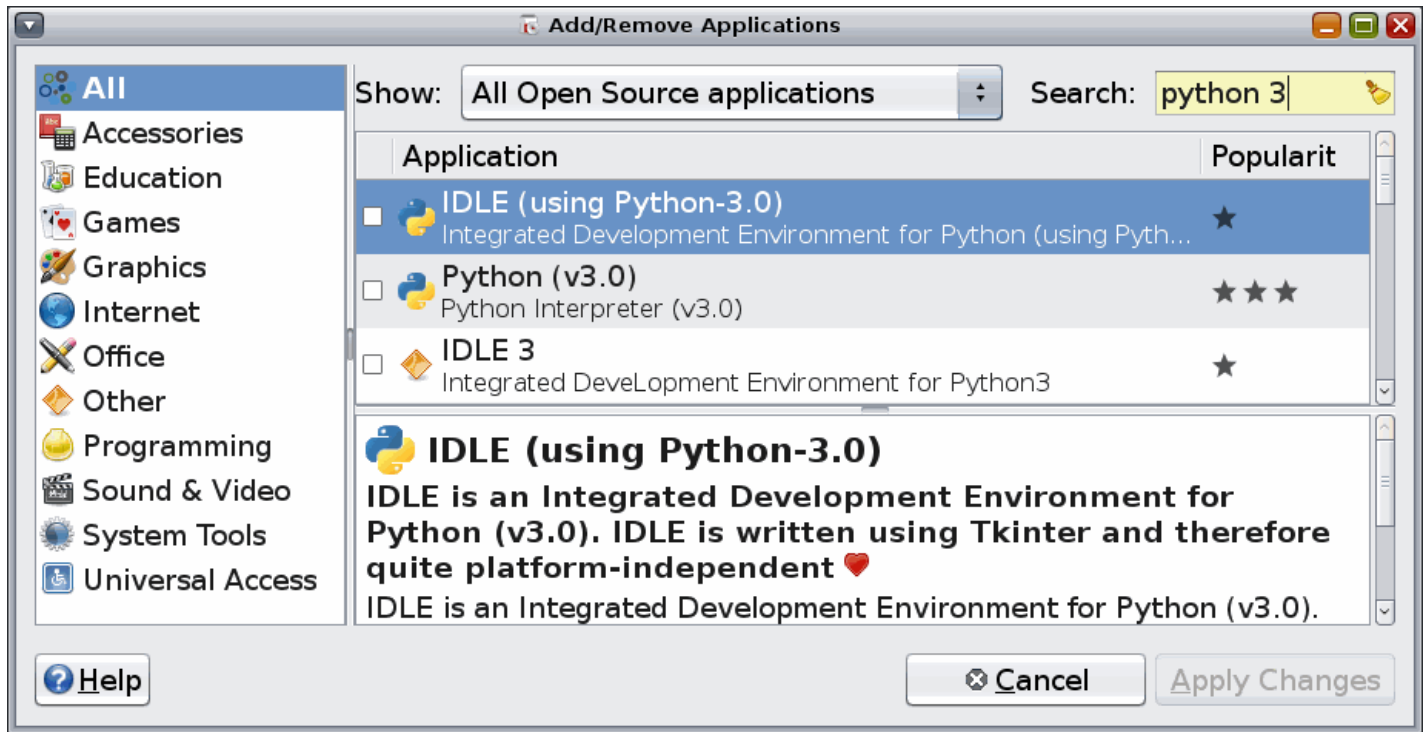 Add/Remove Applications
All
Accessories
Education
Games
Graphics
Internet
Office
Other
Programming
Sound & Video
System Tools
Universal Access
Show: All Open Source applications Search: python 3
Application Popularit
IDLE (using Python-3.0)
Integrated Development Environment for Python (using Pyth...
Python (v3.0)
Python Interpreter (v3.0)
IDLE 3
Integrated DeveLopment Environment for Python3
IDLE (using Python-3.0)
IDLE is an Integrated Development Environment for
Python (v3.0). IDLE is written using Tkinter and therefore
quite platform-independent
IDLE is an Integrated Development Environment for Python (v3.0).
Help Cancel Apply Changes